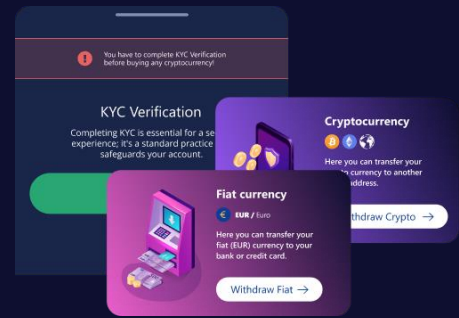 You have to complete KYC Verification
before buying any cryptocurrency!
KYC Verification
Completing KYC is essential for a se
experience; it's a standard practice
safeguards your account.
Cryptocurrency
Here you can transfer your
currency to another
address.
thdraw Crypto →
Fiat currency
€ EUR / Euro
Here you can transfer your
fiat (EUR) currency to your
bank or credit card.
Withdraw Fiat →